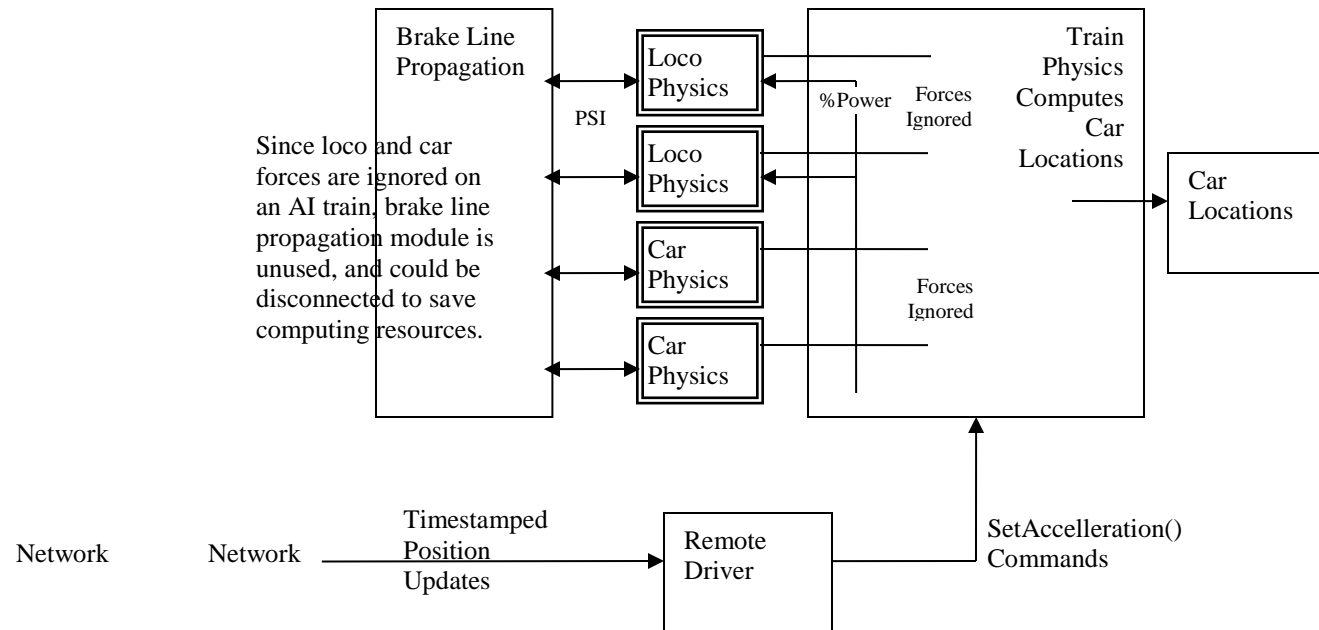 Brake Line
Propagation
Since loco and car
forces are ignored on
an AI train, brake line
propagation module is
unused, and could be
disconnected to save
computing resources.
PSI
Loco
Physics
Loco
Physics
Car
Physics
Car
Physics
%Power
Forces
Ignored
Forces
Ignored
Train
Physics
Computes
Car
Locations
Car
Locations
Network
Network
Timestamped
Position
Updates
Remote
Driver
SetAccelleration()
Commands